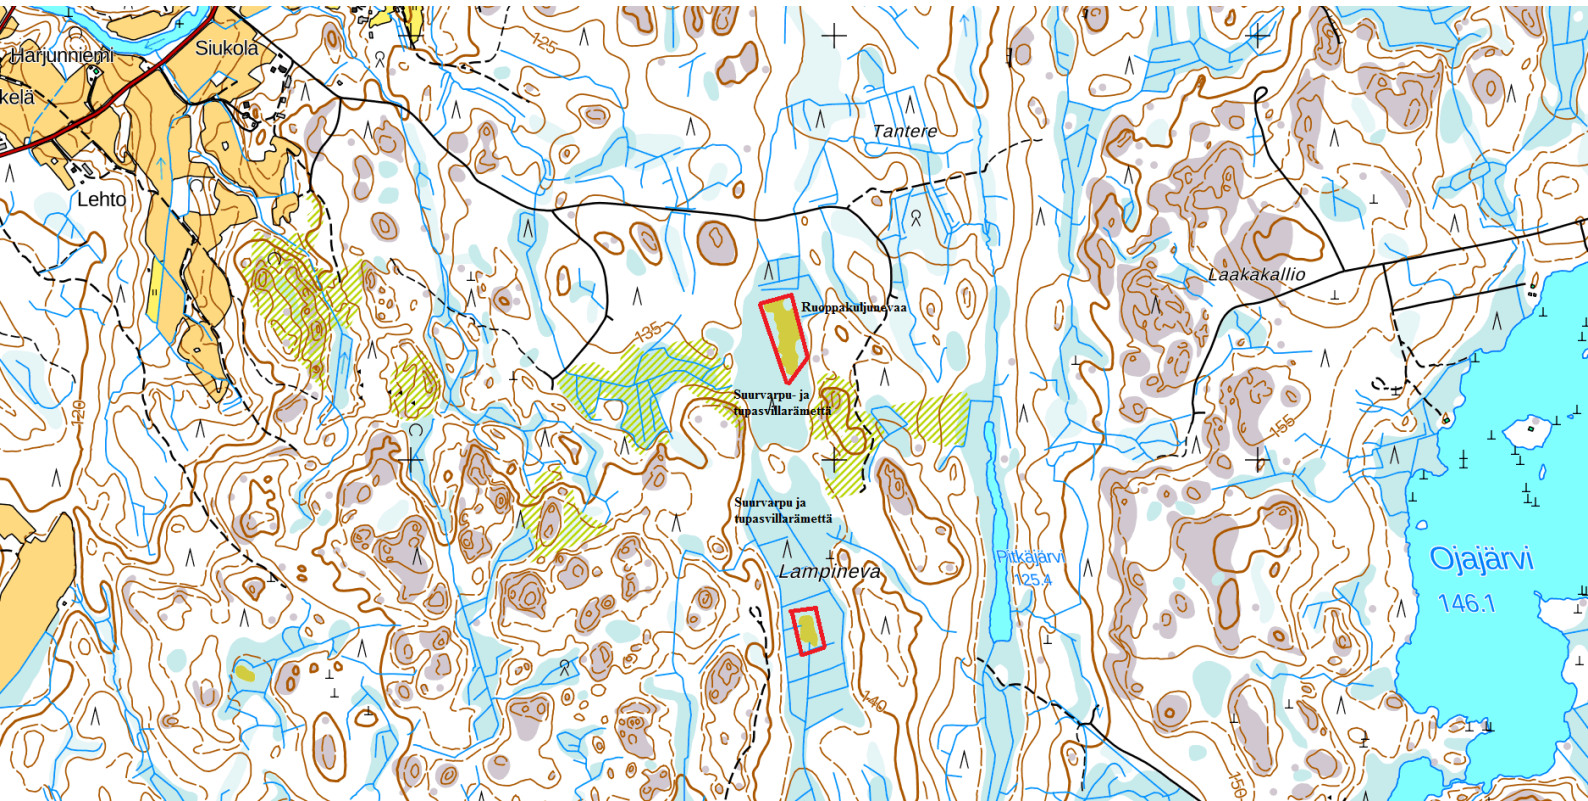 125
Siukola
Harjunniemi
kelä
Tantere
Lehto
Laakakallio
Ruoppakuljunevaa
135
Suurvarpu- ja
tupasvillarämettä
120
155
Suurvarpu ja
tupasvillarämettä
Pitkäjärvi
125.4
Lampineva
Ojajärvi
146.1
140
150